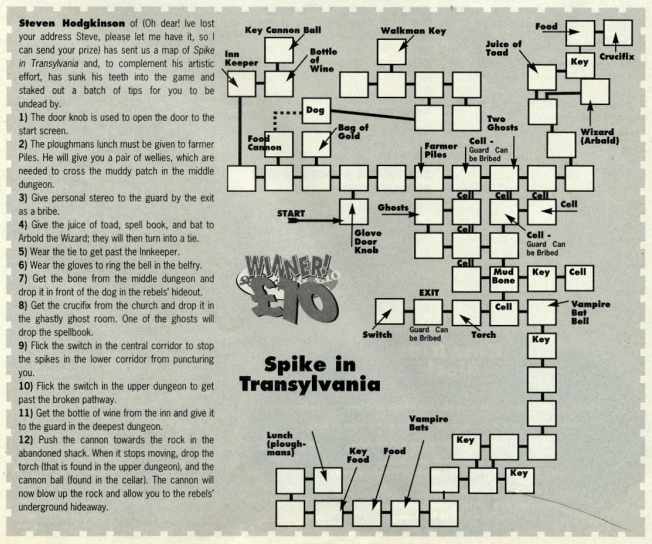 Steven Hodgkinson of (Oh dear! Ive lost
your address Steve, please let me have it, so I
can send your prize) has sent us a map of Spike
in Transylvania and, to complement his artistic
effort, has sunk his teeth into the game and
staked out a batch of tips for you to be
undead by.
1) The door knob is used to open the door to the
start screen.
2) The ploughmans lunch must be given to farmer
Piles. He will give you a pair of wellies, which are
needed to cross the muddy patch in the middle
dungeon.
3) Give personal stereo to the guard by the exit
as a bribe.
4) Give the juice of toad, spell book, and bat to
Arbold the Wizard; they will then turn into a tie.
5) Wear the tie to get past the Innkeeper.
6) Wear the gloves to ring the bell in the belfry.
7) Get the bone from the middle dungeon and
drop it in front of the dog in the rebels' hideout.
8) Get the crucifix from the church and drop it in
the ghastly ghost room. One of the ghosts will
drop the spellbook.
9) Flick the switch in the central corridor to stop
the spikes in the lower corridor from puncturing
you.
10) Flick the switch in the upper dungeon to get
past the broken pathway.
11) Get the bottle of wine from the inn and give it
to the guard in the deepest dungeon.
12) Push the cannon towards the rock in the
abandoned shack. When it stops moving, drop the
torch (that is found in the upper dungeon), and the
cannon ball (found in the cellar). The cannon will
now blow up the rock and allow you to the rebels'
underground hideaway.
Key Cannon Ball
Inn
Keeper
Bottle
of
Wine
Walkman Key
Food
Crucifix
Juice of
Toad
Key
Wizard
(Arbald)
Dog
Food
Cannon
Bag of
Gold
Farmer
Piles
Cell -
Guard Can
be Bribed
Two
Ghosts
START
Glove
Door
Knob
Ghosts
Cell
Cell
Cell
Cell
Cell
Cell
Cell -
Guard Can
be Bribed
Cell
Mud
Bone
Key
Cell
EXIT
Switch
Guard Can
be Bribed
Torch
Cell
Vampire
Bat
Bell
Key
WINNER!
£70
Spike in
Transylvania
Lunch
(plough-
mans)
Key
Food
Food
Vampire
Bats
Key
Key